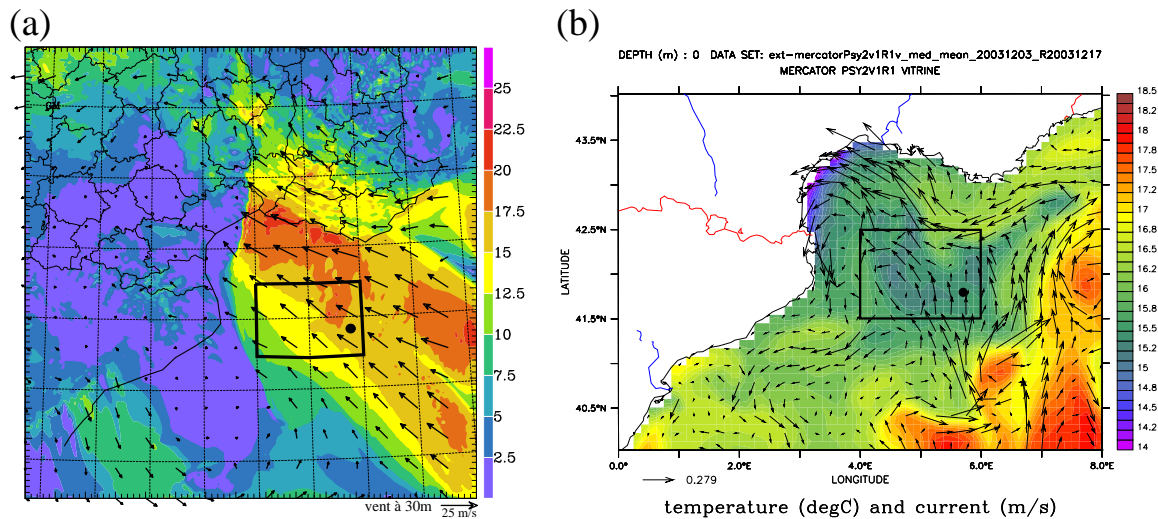 (a)
25
22.5
20
17.5
15
12.5
10
7.5
5
2.5
vent à 30m
25 m/s
(b)
DEPTH (m) : 0 DATA SET: ext-mercatorPsy2v1R1v_med_mean_20031203_R20031217
MERCATOR PSY2V1R1 VITRINE
43.5°N
42.5°N
41.5°N
40.5°N
LATITUDE
0.0°
2.0°E
4.0°E
6.0°E
8.0°E
LONGITUDE
0.279
18.5
18.2
18
17.8
17.5
17.2
17
16.8
16.5
16.2
16
15.8
15.5
15.2
15
14.8
14.5
14.2
14
temperature (degC) and current (m/s)